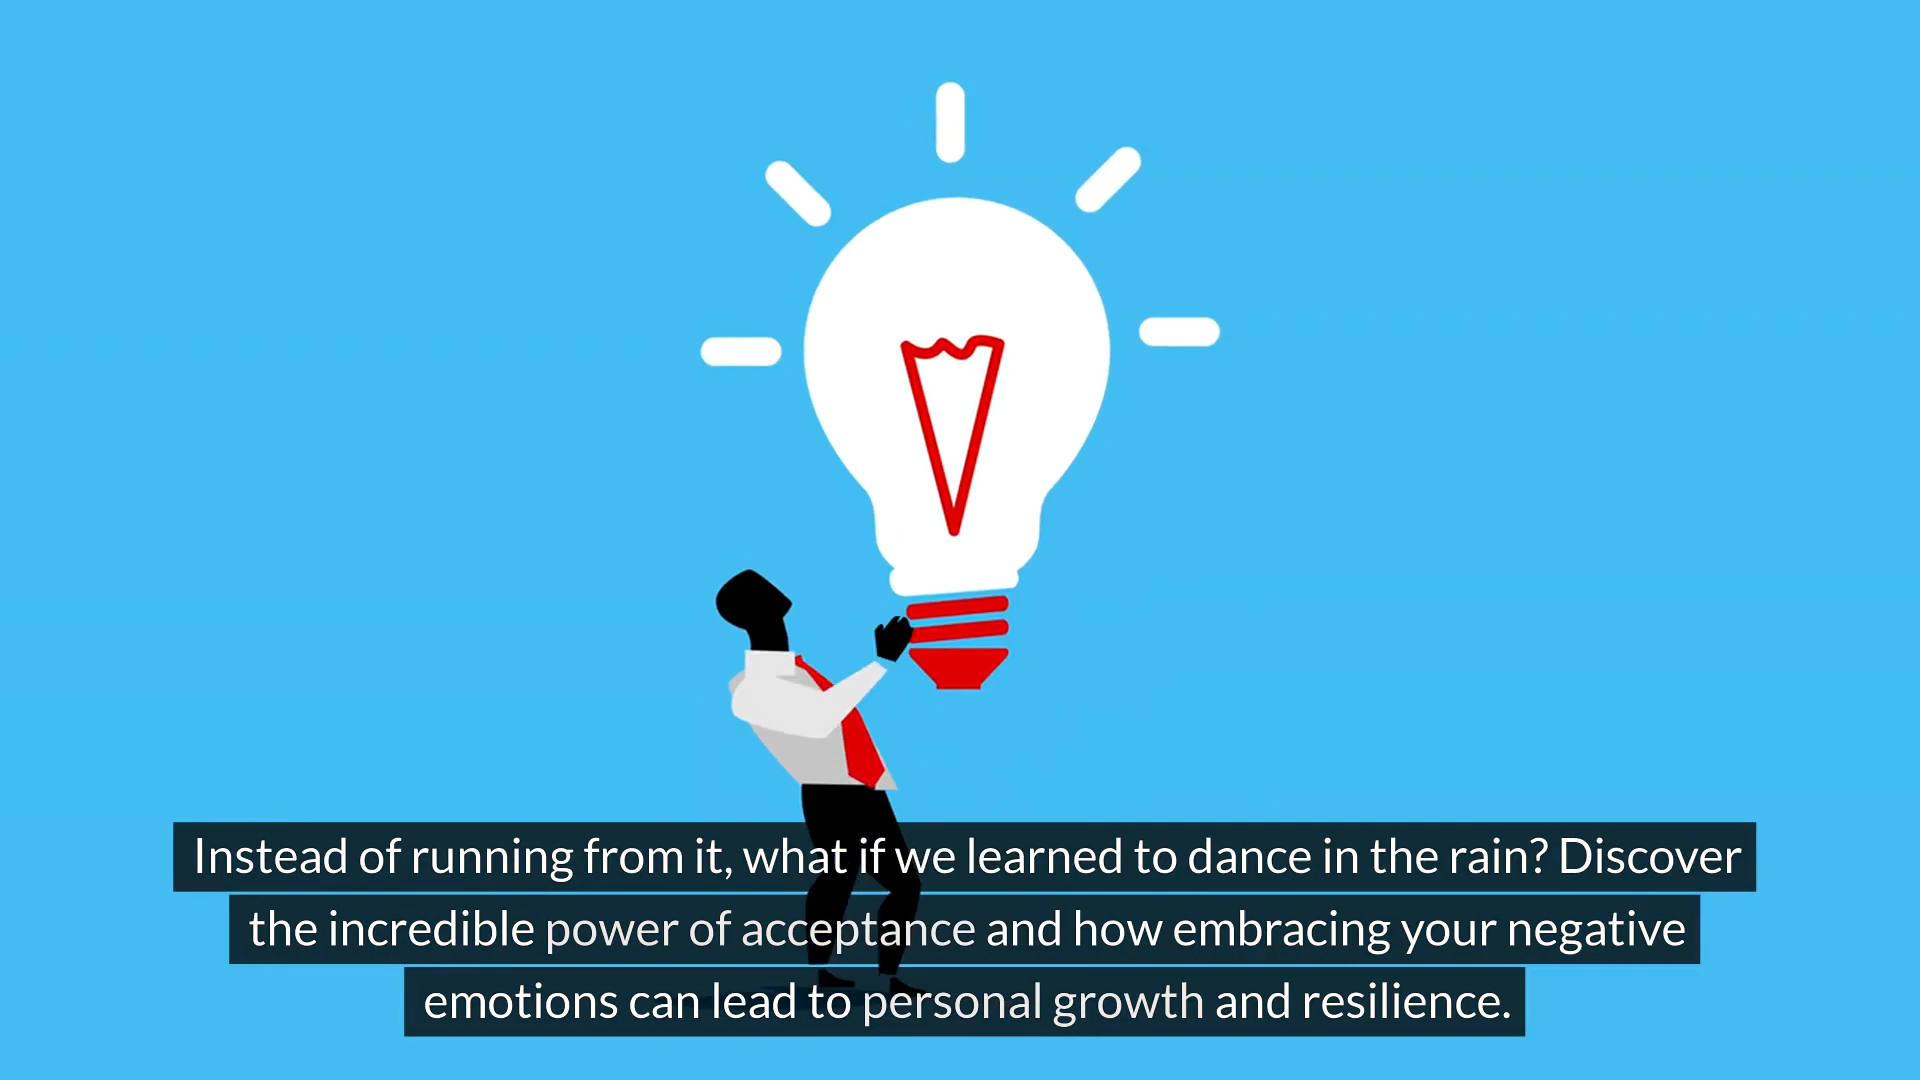 Instead of running from it, what if we learned to dance in the rain? Discover
the incredible power of acceptance and how embracing your negative
emotions can lead to personal growth and resilience.